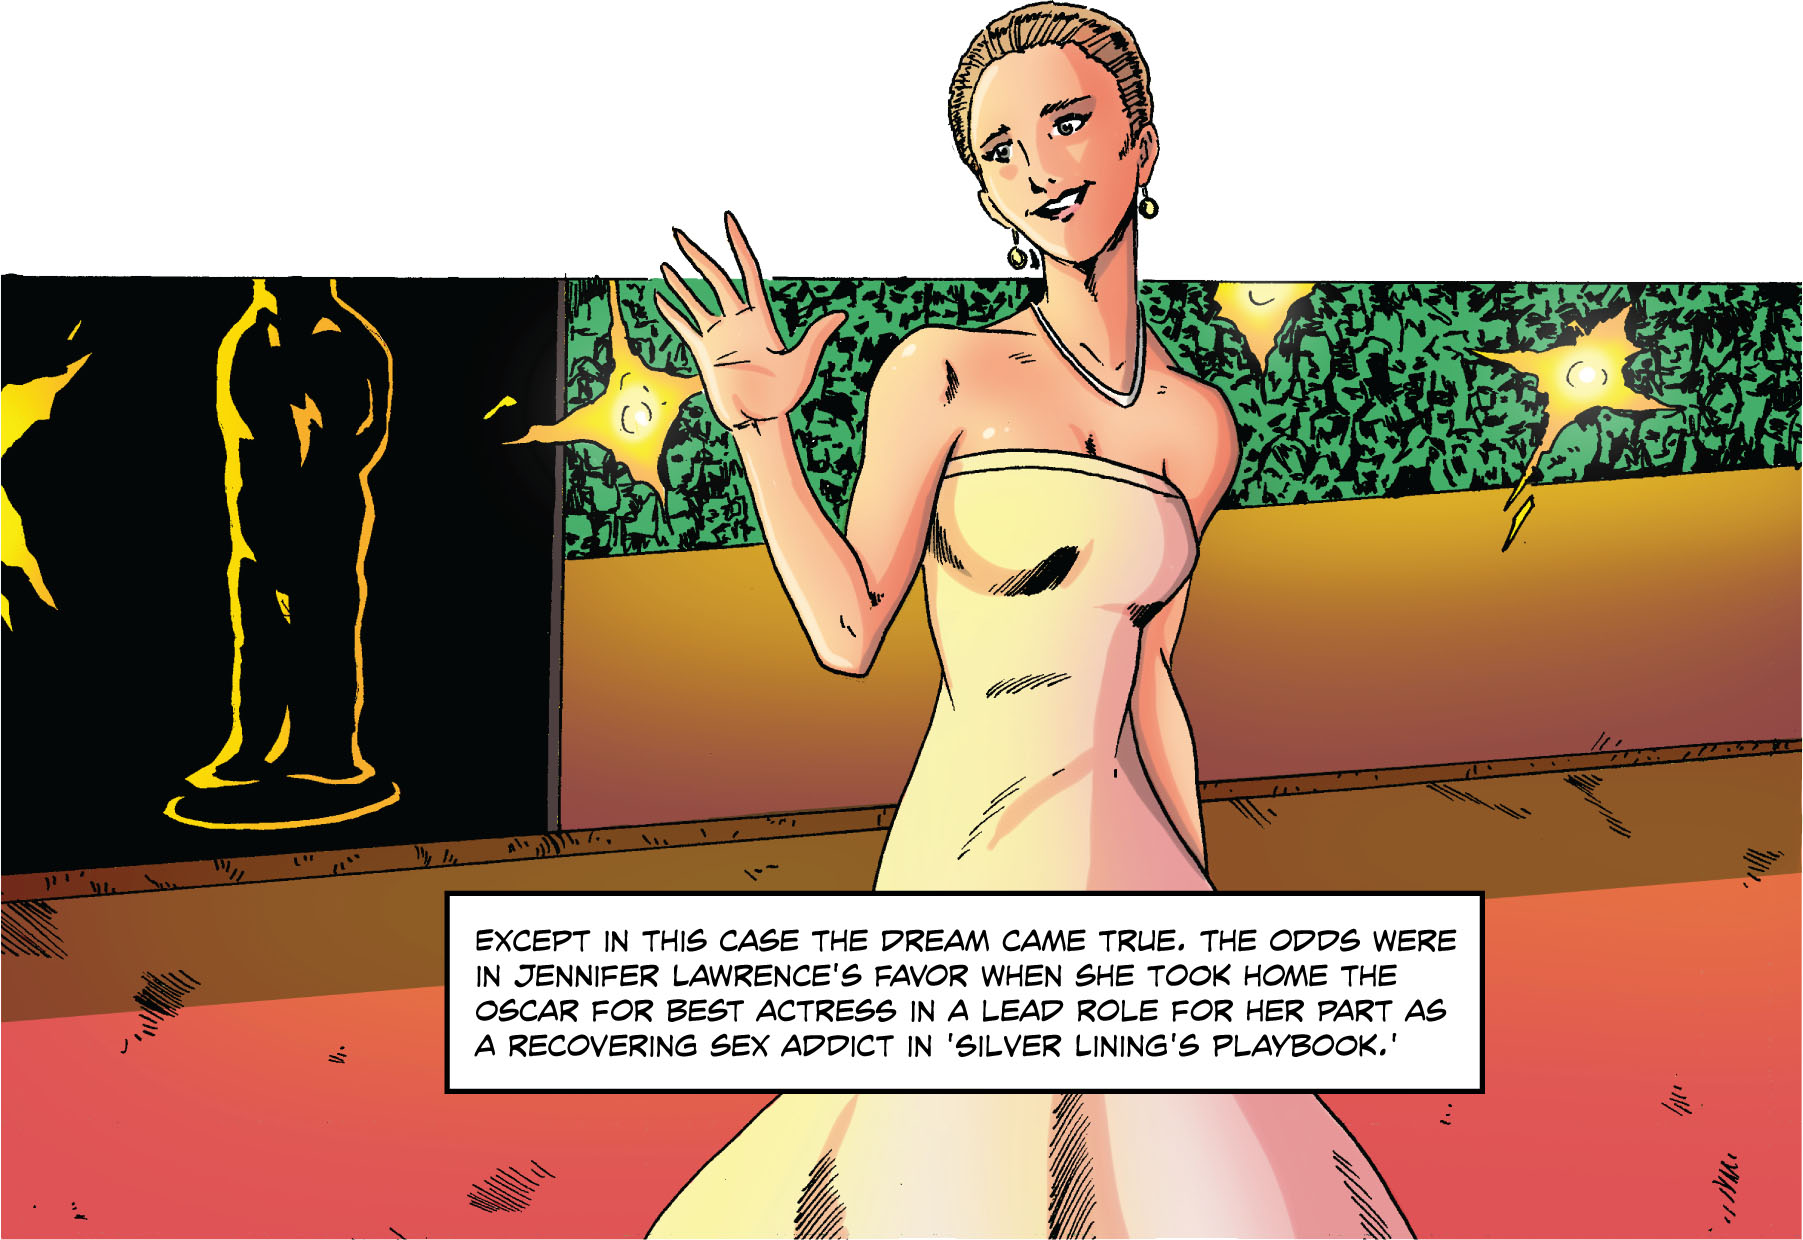 EXCEPT IN THIS CASE THE DREAM CAME TRUE. THE ODDS WERE
IN JENNIFER LAWRENCE'S FAVOR WHEN SHE TOOK HOME THE
OSCAR FOR BEST ACTRESS IN A LEAD ROLE FOR HER PART AS
A RECOVERING SEX ADDICT IN 'SILVER LINING'S PLAYBOOK.'